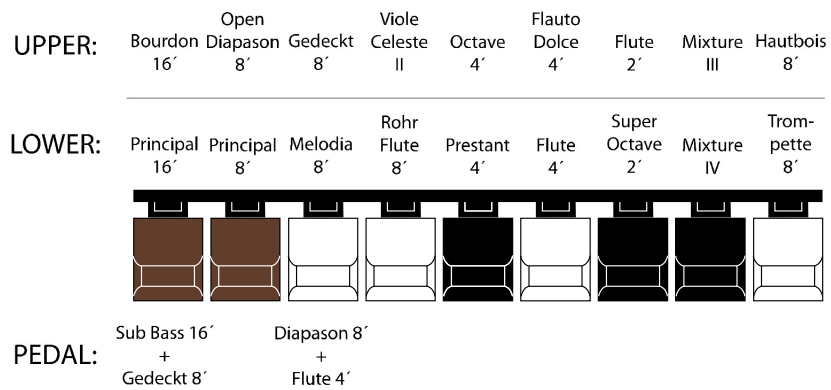 UPPER:
Bourdon 16´
Open Diapason 8´
Gedeckt 8´
Viole Celeste II
Octave 4´
Flauto Dolce 4´
Flute 2´
Mixture III
Hautbois 8´
LOWER:
Principal 16´
Principal 8´
Melodia 8´
Rohr Flute 8´
Prestant 4´
Flute 4´
Super Octave 2´
Mixture IV
Trom-pette 8´
PEDAL:
Sub Bass 16´
+
Gedeckt 8´
Diapason 8´
+
Flute 4´